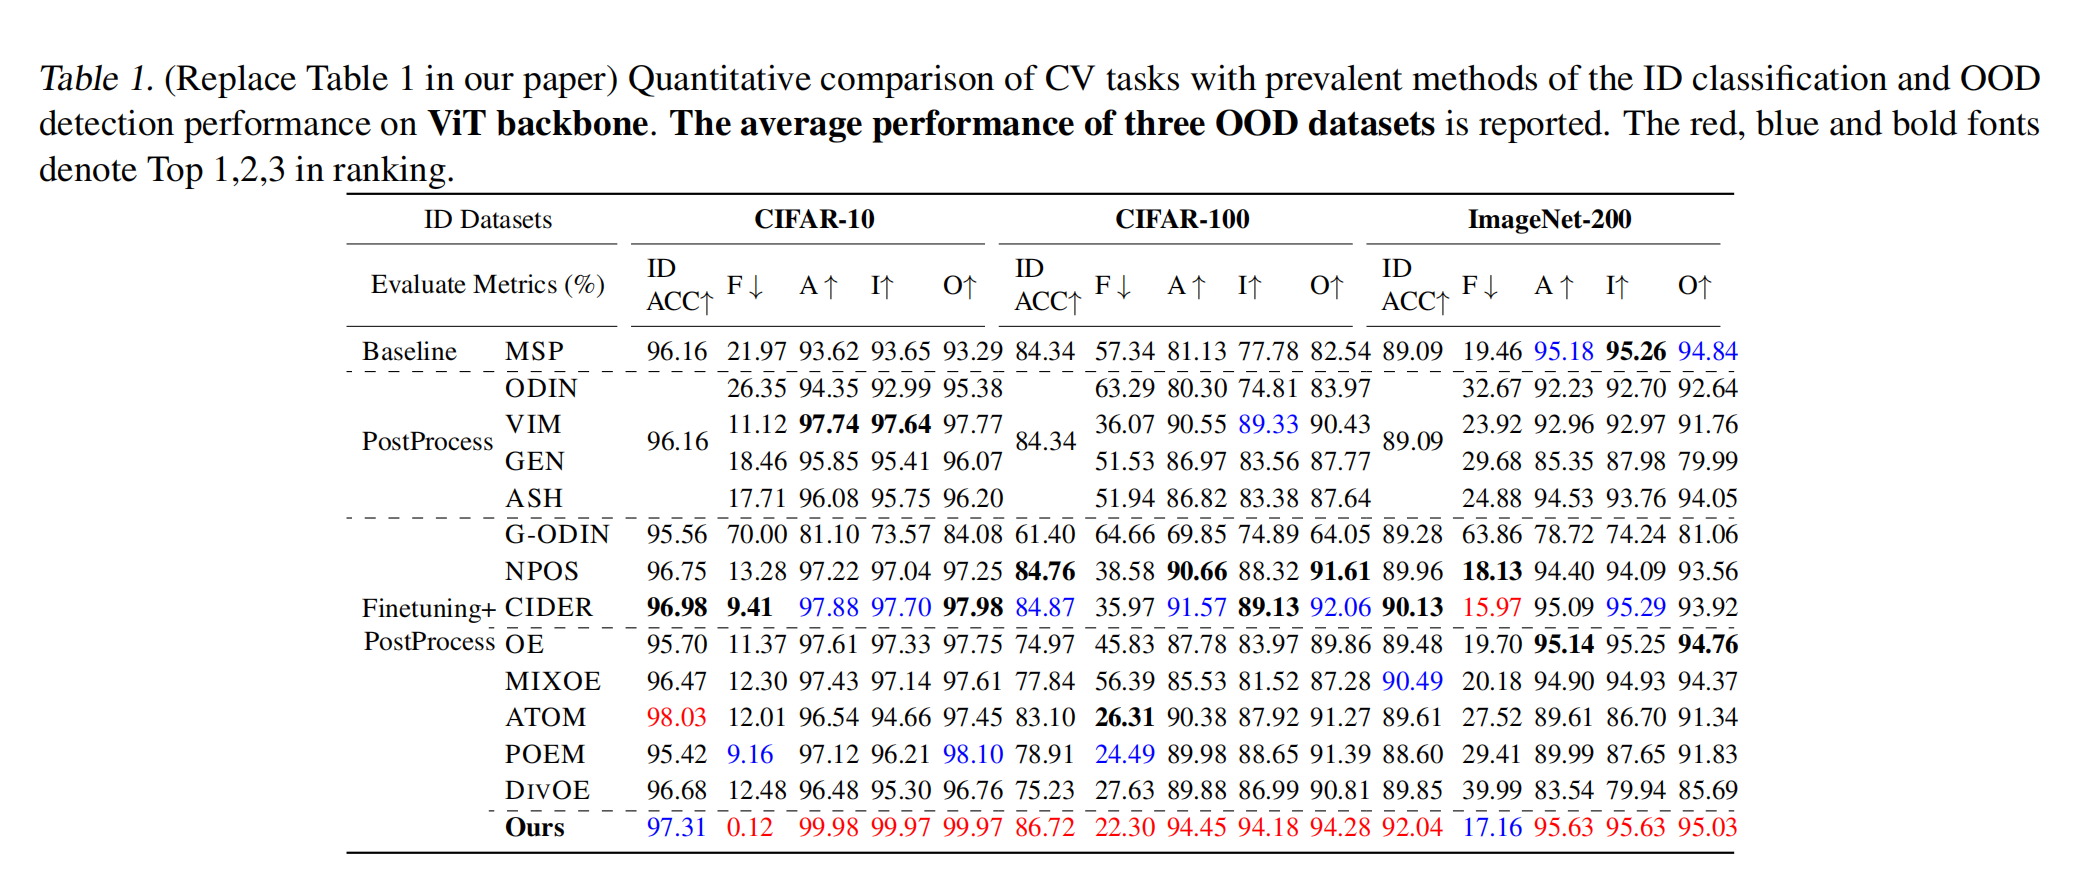 Table 1. (Replace Table 1 in our paper) Quantitative comparison of CV tasks with prevalent methods of the ID classification and OOD
detection performance on ViT backbone. The average performance of three OOD datasets is reported. The red, blue and bold fonts
denote Top 1,2,3 in ranking.
ID Datasets CIFAR-10 CIFAR-100 ImageNet-200
Evaluate Metrics (%) ID ACC↑ F↓ A↑ I↑ O↑ ID ACC↑ F↓ A↑ I↑ O↑ ID ACC↑ F↓ A↑ I↑ O↑
Baseline MSP 96.16 21.97 93.62 93.65 93.29 84.34 57.34 81.13 77.78 82.54 89.09 19.46 95.18 95.26 94.84
ODIN 26.35 94.35 92.99 95.38 63.29 80.30 74.81 83.97 32.67 92.23 92.70 92.64
VIM 11.12 97.74 97.64 97.77 36.07 90.55 89.33 90.43 23.92 92.96 92.97 91.76
PostProcess 96.16 84.34 89.09
GEN 18.46 95.85 95.41 96.07 51.53 86.97 83.56 87.77 29.68 85.35 87.98 79.99
ASH 17.71 96.08 95.75 96.20 51.94 86.82 83.38 87.64 24.88 94.53 93.76 94.05
G-ODIN 95.56 70.00 81.10 73.57 84.08 61.40 64.66 69.85 74.89 64.05 89.28 63.86 78.72 74.24 81.06
NPOS 96.75 13.28 97.22 97.04 97.25 84.76 38.58 90.66 88.32 91.61 89.96 18.13 94.40 94.09 93.56
Finetuning+ CIDER 96.98 9.41 97.88 97.70 97.98 84.87 35.97 91.57 89.13 92.06 90.13 15.97 95.09 95.29 93.92
PostProcess OE 95.70 11.37 97.61 97.33 97.75 74.97 45.83 87.78 83.97 89.86 89.48 19.70 95.14 95.25 94.76
MIXOE 96.47 12.30 97.43 97.14 97.61 77.84 56.39 85.53 81.52 87.28 90.49 20.18 94.90 94.93 94.37
ATOM 98.03 12.01 96.54 94.66 97.45 83.10 26.31 90.38 87.92 91.27 89.61 27.52 89.61 86.70 91.34
POEM 95.42 9.16 97.12 96.21 98.10 78.91 24.49 89.98 88.65 91.39 88.60 29.41 89.99 87.65 91.83
DIVOE 96.68 12.48 96.48 95.30 96.76 75.23 27.63 89.88 86.99 90.81 89.85 39.99 83.54 79.94 85.69
Ours 97.31 0.12 99.98 99.97 99.97 86.72 22.30 94.45 94.18 94.28 92.04 17.16 95.63 95.63 95.03